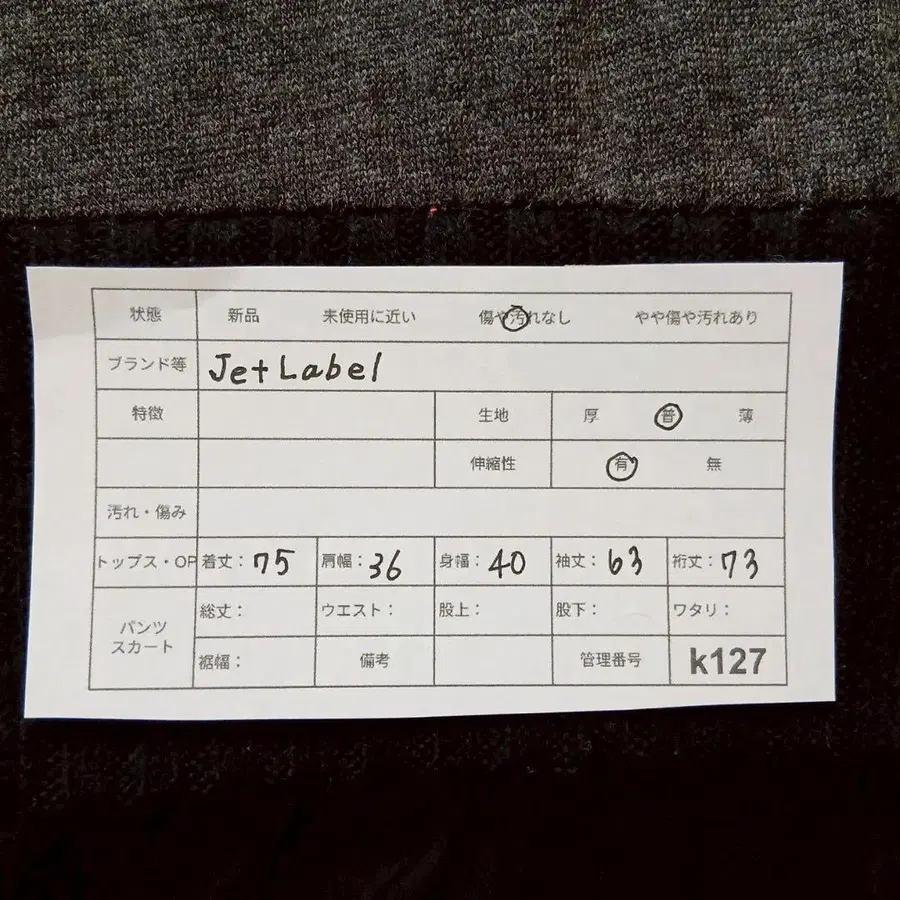 状態 新品 未使用に近い 傷や汚れなし やや傷や汚れあり
ブランド等 Jet Label
特徴 生地 厚 普 薄
伸縮性 有 無
汚れ・傷み
トップス・OP 着丈：75 肩幅：36 身幅：40 袖丈：63 裄丈：73
パンツ スカート 総丈： ウエスト： 股上： 股下： ワタリ：
裾幅： 備考 管理番号 k127